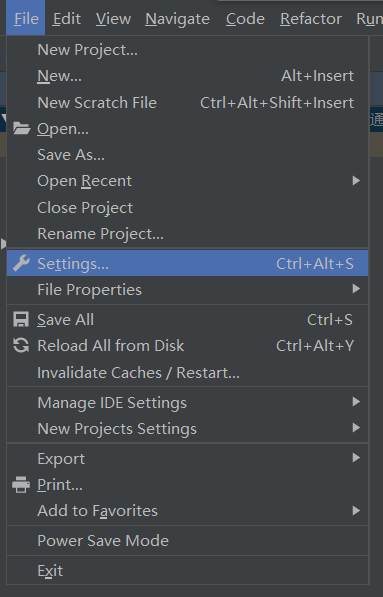 File Edit View Navigate Code Refactor Run
New Project...
New... Alt+Insert
New Scratch File Ctrl+Alt+Shift+Insert
Open...
通
Save As...
Open Recent
Close Project
Rename Project...
Settings... Ctrl+Alt+S
File Properties
Save All Ctrl+S
Reload All from Disk Ctrl+Alt+Y
Invalidate Caches / Restart...
Manage IDE Settings
New Projects Settings
Export
Print...
Add to Favorites
Power Save Mode
Exit